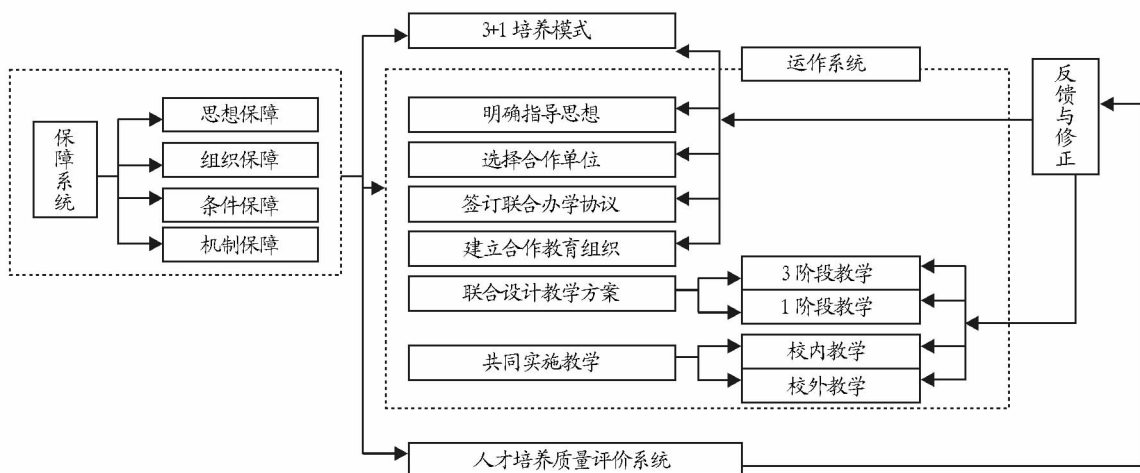 3+1 培养模式
运作系统
反馈与修正
保障系统
思想保障
组织保障
条件保障
机制保障
明确指导思想
选择合作单位
签订联合办学协议
建立合作教育组织
联合设计教学方案
3 阶段教学
1 阶段教学
共同实施教学
校内教学
校外教学
人才培养质量评价系统